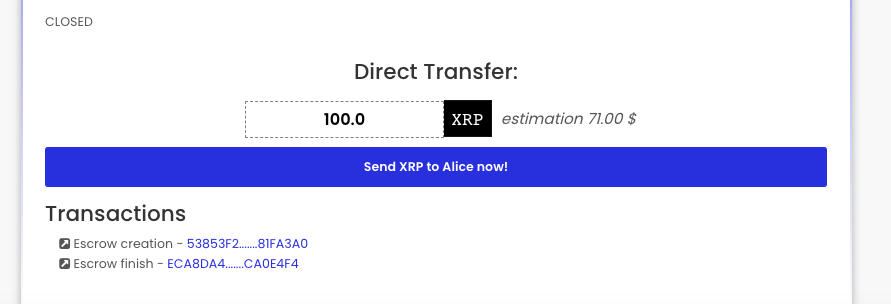 CLOSED
Direct Transfer:
100.0 XRP estimation 71.00 $
Send XRP to Alice now!
Transactions
Escrow creation - 53853F2.......81FA3A0
Escrow finish - ECA8DA4.......CA0E4F4